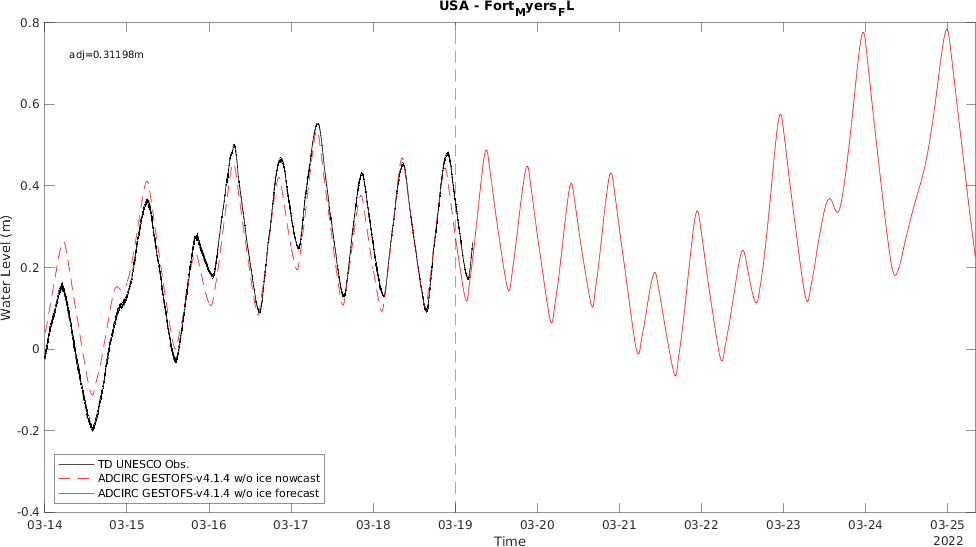 USA - Fort_Myers_FL
adj=0.31198m
0.8
0.6
0.4
0.2
0
-0.2
-0.4
Water Level (m)
TD UNESCO Obs.
ADCIRC GESTOFS-v4.1.4 w/o ice nowcast
ADCIRC GESTOFS-v4.1.4 w/o ice forecast
03-14 03-15 03-16 03-17 03-18 03-19 03-20 03-21 03-22 03-23 03-24 03-25
2022
Time